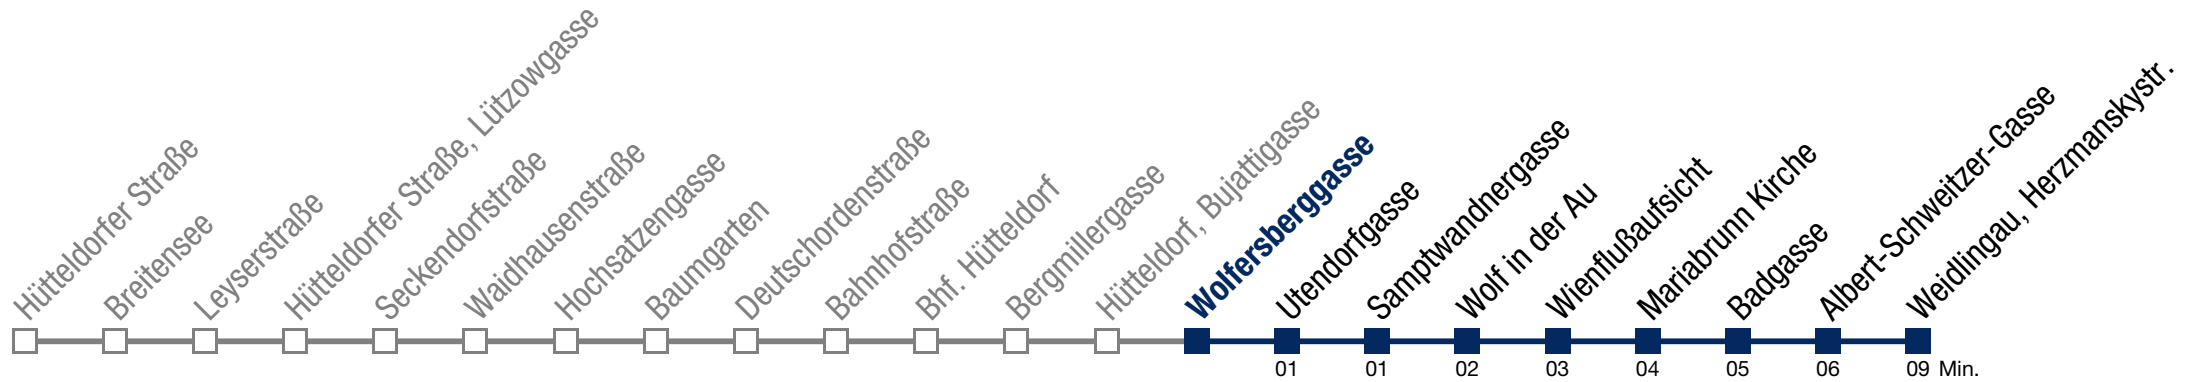 Hütteldorfer Straße
Breitensee
Leyserstraße
Hütteldorfer Straße, Lützowgasse
Seckendorfstraße
Waidhausenstraße
Hochsatzengasse
Baumgarten
Deutschordenstraße
Bahnhofstraße
Bhf. Hütteldorf
Bergmillergasse
Hütteldorf, Bujattigasse
Wolfersberggasse
Utendorfgasse
Samptwandnergasse
Wolf in der Au
Wienflußaufsicht
Mariabrunn Kirche
Badgasse
Albert-Schweitzer-Gasse
Weidlingau, Herzmanskystr.
01 01 02 03 04 05 06 09 Min.